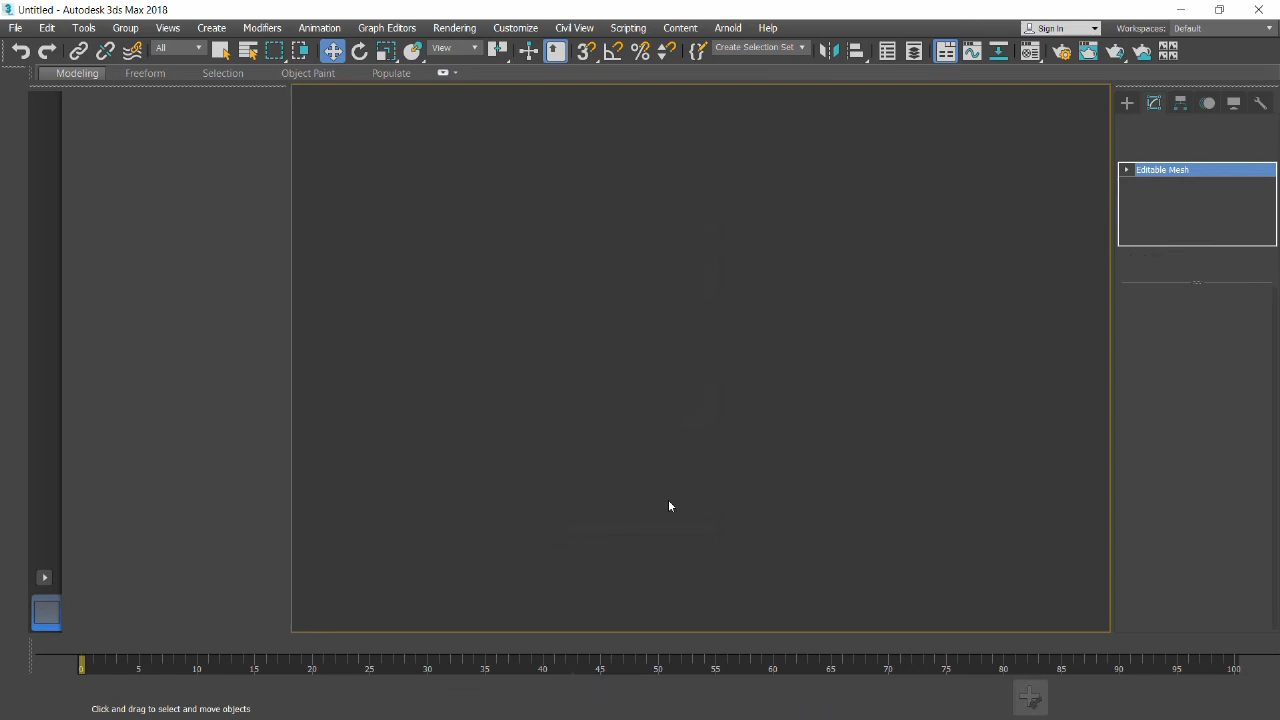 Untitled - Autodesk 3ds Max 2018
File Edit Tools Group Views Create Modifiers Animation Graph Editors Rendering Customize Civil View Scripting Content Arnold Help Sign In Workspaces: Default
All View Create Selection Set
Modeling Freeform Selection Object Paint Populate
Editable Mesh
0 5 10 15 20 25 30 35 40 45 50 55 60 65 70 75 80 85 90 95 100
Click and drag to select and move objects